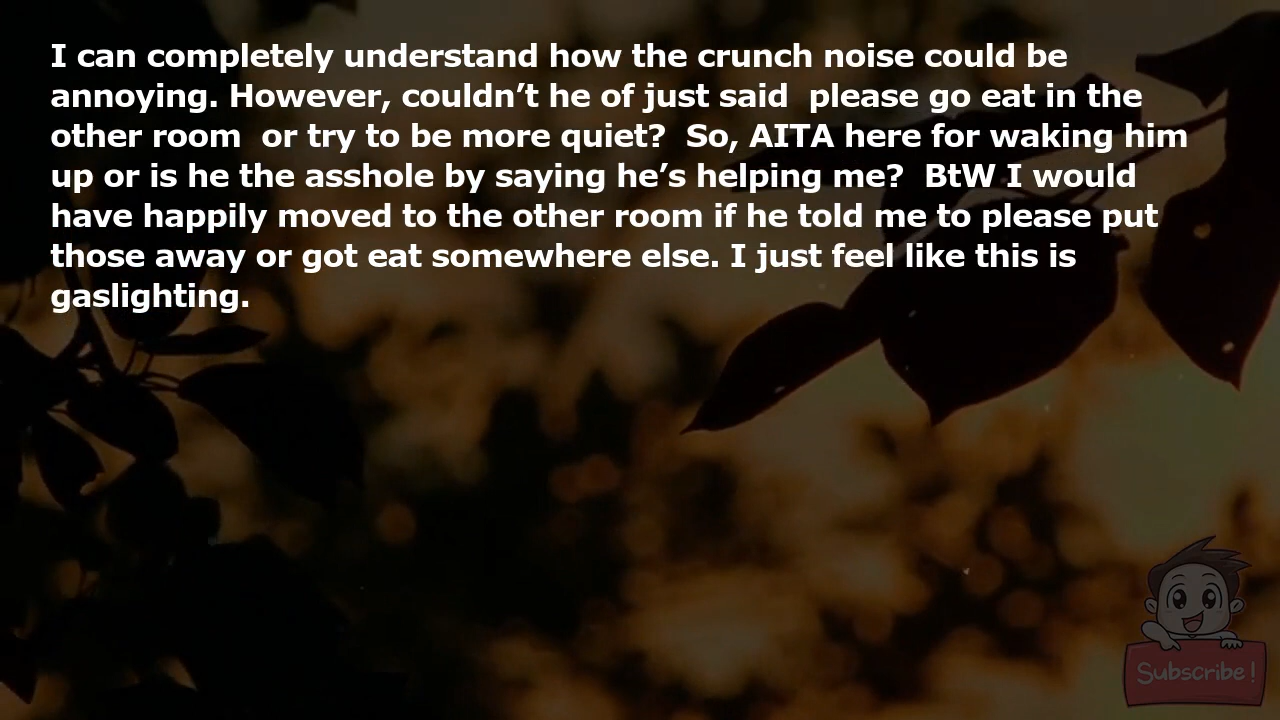 I can completely understand how the crunch noise could be
annoying. However, couldn’t he of just said  please go eat in the
other room  or try to be more quiet?  So, AITA here for waking him
up or is he the asshole by saying he’s helping me?  BtW I would
have happily moved to the other room if he told me to please put
those away or got eat somewhere else. I just feel like this is
gaslighting.
Subscribe!